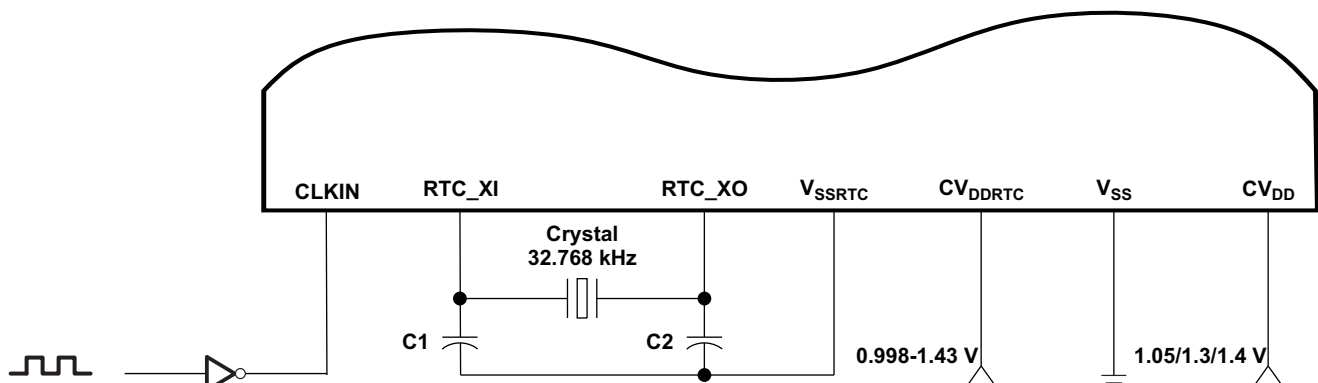 CLKIN
RTC_XI
RTC_XO
VSSRTC
CVDDRTC
VSS
CVDD
Crystal
32.768 kHz
C1
C2
0.998-1.43 V
1.05/1.3/1.4 V